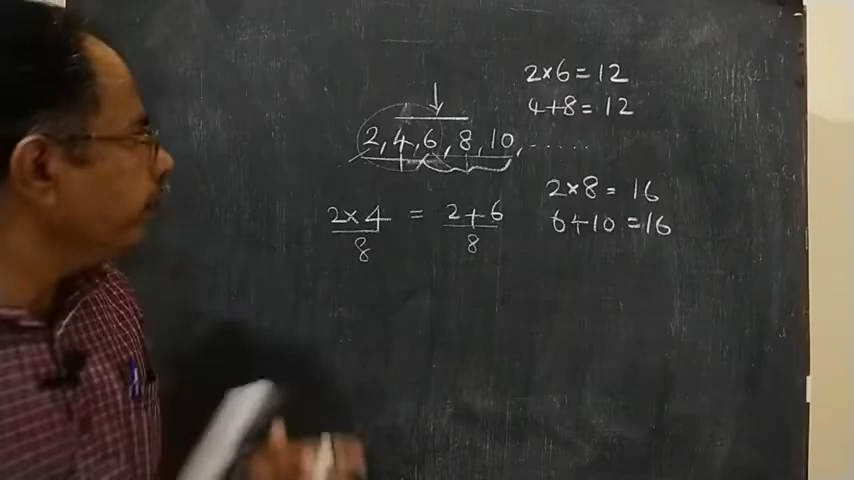 2×6 = 12
4+8 = 12
2, 4, 6, 8, 10, ......
2×8 = 16
6+10 = 16
2×4 = 2+6
8 8